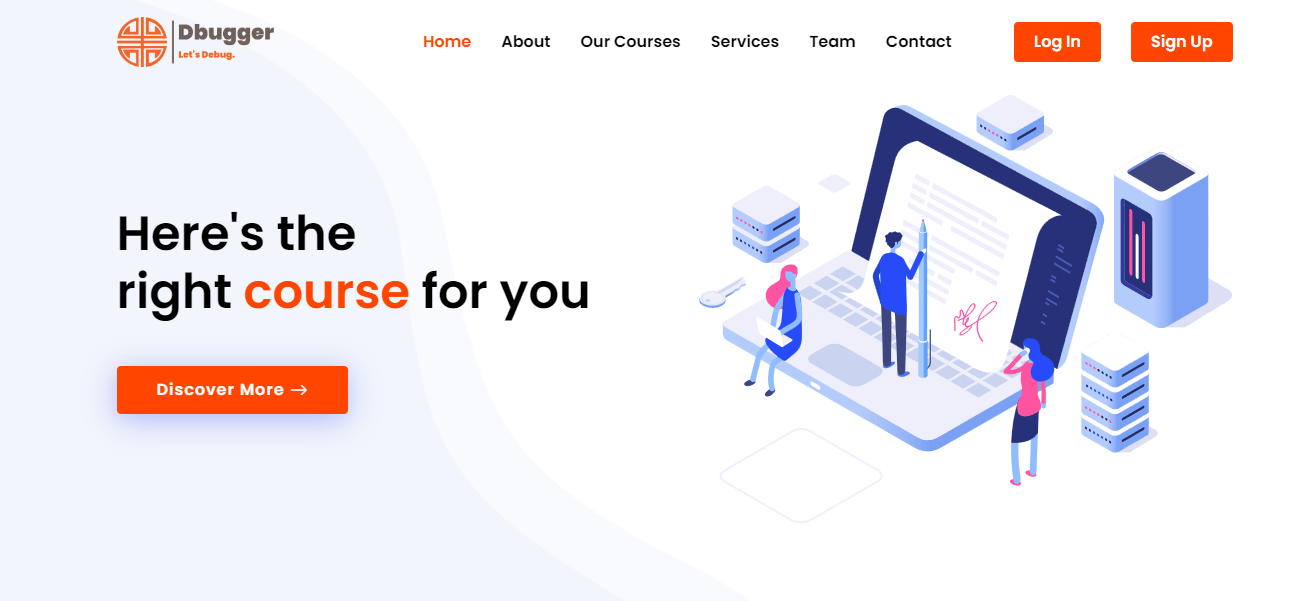 Dbugger
Let's Debug.
Home About Our Courses Services Team Contact Log In Sign Up
Here's the
right course for you
Discover More →